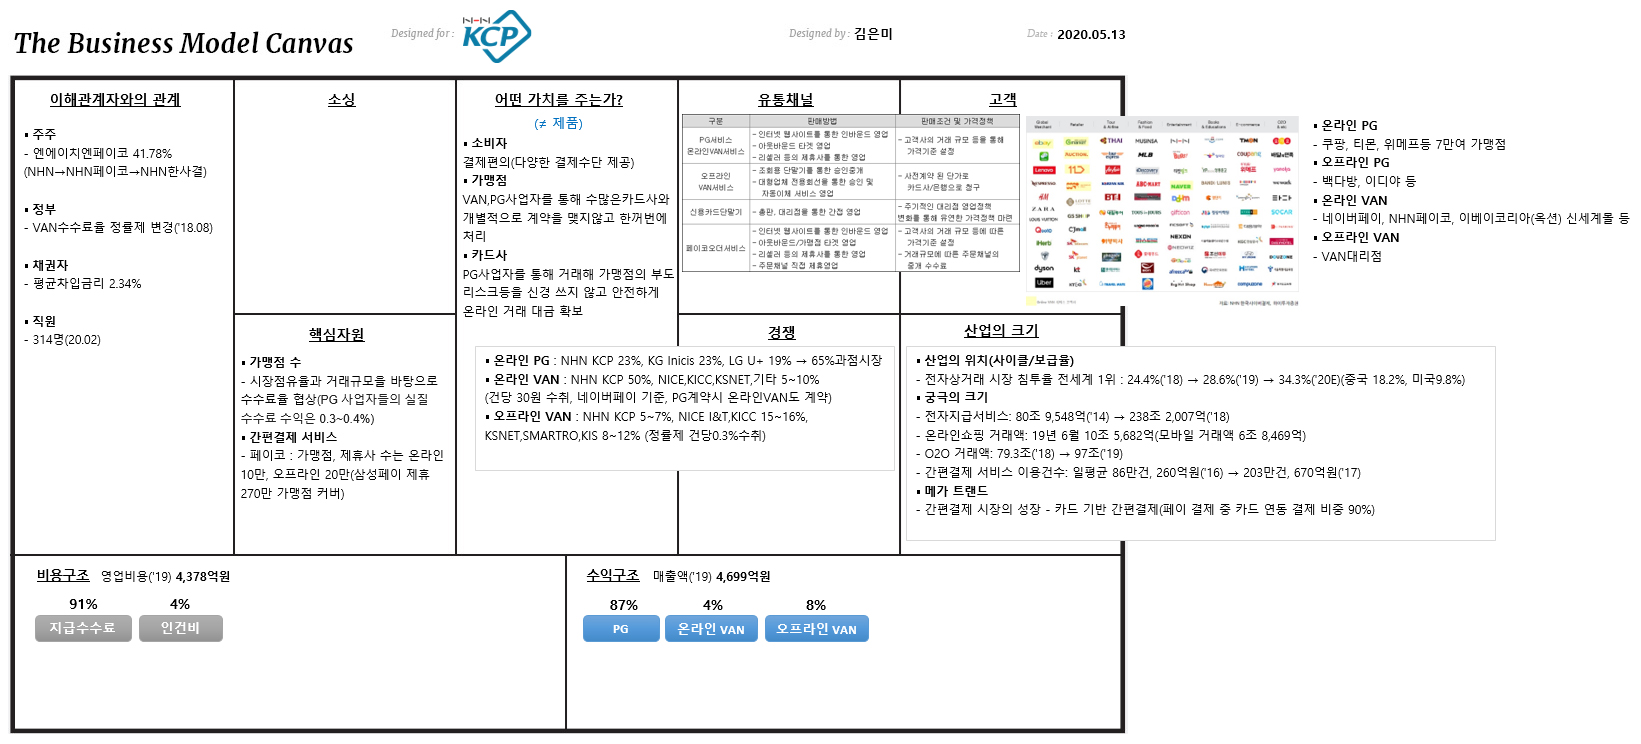 The Business Model Canvas
Designed for :
NHN
KCP
Designed by : 김은미
Date : 2020.05.13
이해관계자와의 관계
▪ 주주
- 엔에이치엔페이코 41.78%
(NHN→NHN페이코→NHN한사결)
▪ 정부
- VAN수수료율 정률제 변경('18.08)
▪ 채권자
- 평균차입금리 2.34%
▪ 직원
- 314명(20.02)
소싱
핵심자원
▪ 가맹점 수
- 시장점유율과 거래규모를 바탕으로
수수료율 협상(PG 사업자들의 실질
수수료 수익은 0.3~0.4%)
▪ 간편결제 서비스
- 페이코 : 가맹점, 제휴사 수는 온라인
10만, 오프라인 20만(삼성페이 제휴
270만 가맹점 커버)
어떤 가치를 주는가?
(≠ 제품)
▪ 소비자
결제편의(다양한 결제수단 제공)
▪ 가맹점
VAN,PG사업자를 통해 수많은카드사와
개별적으로 계약을 맺지않고 한꺼번에
처리
▪ 카드사
PG사업자를 통해 거래해 가맹점의 부도
리스크등을 신경 쓰지 않고 안전하게
온라인 거래 대금 확보
유통채널
구분 판매방법 판매조건 및 가격정책
PG서비스
온라인VAN서비스
– 인터넷 웹사이트를 통한 인바운드 영업
– 아웃바운드 타겟 영업
– 리셀러 등의 제휴사를 통한 영업
– 고객사의 거래 규모 등을 통해
가격기준 설정
오프라인
VAN서비스
– 조회용 단말기를 통한 승인중개
– 대형업체 전용회선을 통한 승인 및
자동이체 서비스 영업
– 사전계약 된 단가로
카드사/은행으로 청구
신용카드단말기
– 총판, 대리점을 통한 간접 영업
– 주기적인 대리점 영업정책
변화를 통해 유연한 가격정책 마련
페이코오더서비스
– 인터넷 웹사이트를 통한 인바운드 영업
– 아웃바운드/가맹점 타겟 영업
– 리셀러 등의 제휴사를 통한 영업
– 주문채널 직접 제휴영업
– 고객사의 거래 규모 등에 따른
가격기준 설정
– 거래규모에 따른 주문채널의
중개 수수료
고객
Global
Merchant
Retailer
Tour
& Airline
Fashion
& Food
Entertainment
Books
& Educations
E-commerce
O2O
& etc
ebay
THAI
MUSINSA
TMON
AUCTION.
MLB
coupang
Lenovo
11
ABC-MART
NAVER
위메프
H&M
BT&I
ZARA
LOUIS VUITTON
GS SHOP
giftcon
SOCAR
CJmall
NEXON
iHerb
dyson
kt
Uber
compuzone
▪ 온라인 PG
- 쿠팡, 티몬, 위메프등 7만여 가맹점
▪ 오프라인 PG
- 백다방, 이디야 등
▪ 온라인 VAN
- 네이버페이, NHN페이코, 이베이코리아(옥션) 신세계몰 등
▪ 오프라인 VAN
- VAN대리점
경쟁
▪ 온라인 PG : NHN KCP 23%, KG Inicis 23%, LG U+ 19% → 65%과점시장
▪ 온라인 VAN : NHN KCP 50%, NICE,KICC,KSNET,기타 5~10%
(건당 30원 수취, 네이버페이 기준, PG계약시 온라인VAN도 계약)
▪ 오프라인 VAN : NHN KCP 5~7%, NICE I&T,KICC 15~16%,
KSNET,SMARTRO,KIS 8~12% (정률제 건당0.3%수취)
산업의 크기
▪ 산업의 위치(사이클/보급율)
- 전자상거래 시장 침투율 전세계 1위 : 24.4%('18) → 28.6%('19) → 34.3%('20E)(중국 18.2%, 미국9.8%)
▪ 궁극의 크기
- 전자지급서비스: 80조 9,548억('14) → 238조 2,007억('18)
- 온라인쇼핑 거래액: 19년 6월 10조 5,682억(모바일 거래액 6조 8,469억)
- O2O 거래액: 79.3조('18) → 97조('19)
- 간편결제 서비스 이용건수: 일평균 86만건, 260억원('16) → 203만건, 670억원('17)
▪ 메가 트랜드
- 간편결제 시장의 성장 - 카드 기반 간편결제(페이 결제 중 카드 연동 결제 비중 90%)
비용구조 영업비용('19) 4,378억원
91% 4%
지급수수료 인건비
수익구조 매출액('19) 4,699억원
87% 4% 8%
PG 온라인 VAN 오프라인 VAN